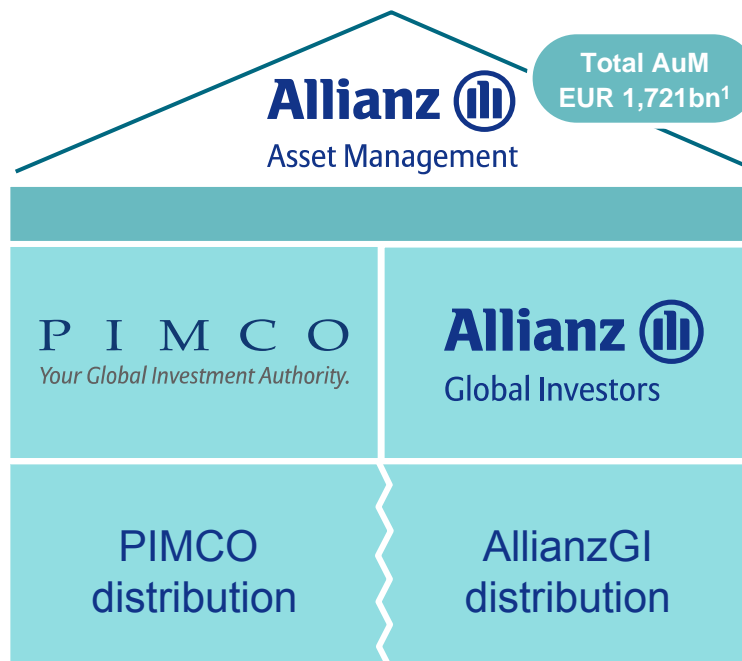 Total AuM
EUR 1,721bn¹
Allianz
Asset Management
P I M C O
Your Global Investment Authority.
Allianz
Global Investors
PIMCO
distribution
AllianzGI
distribution